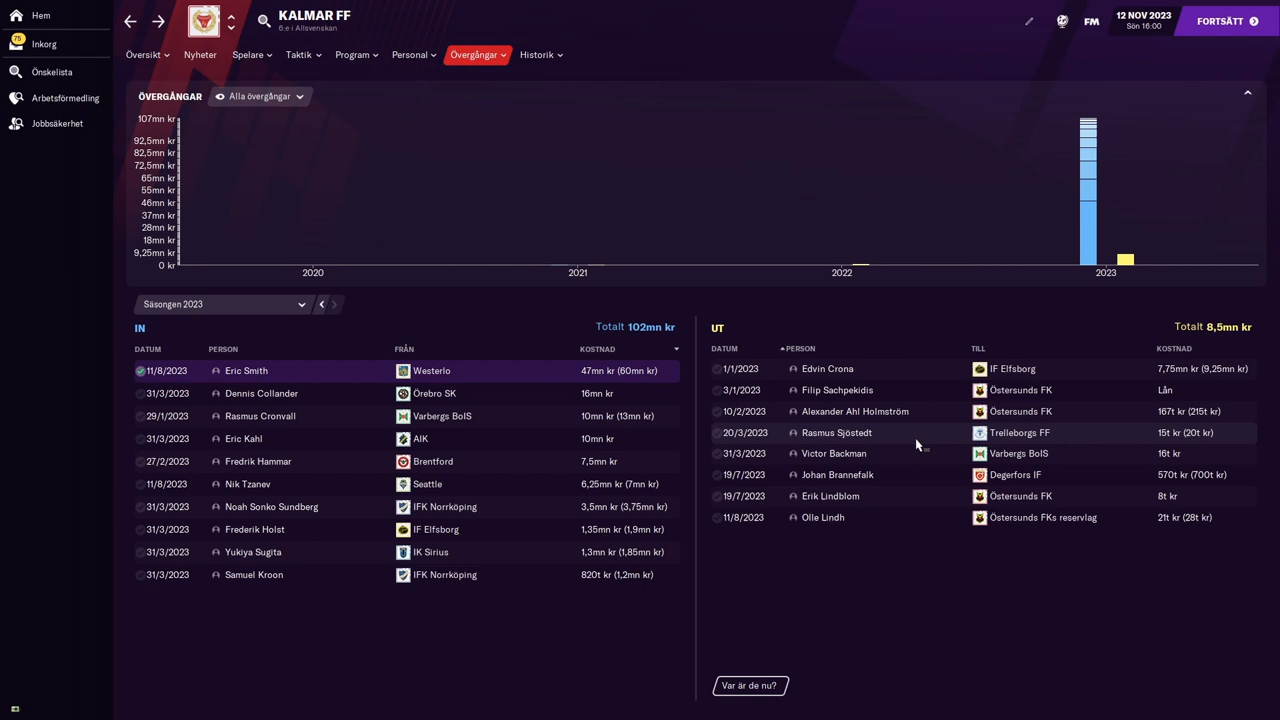 Hem
75
Inkorg
Önskelista
Arbetsförmedling
Jobbsäkerhet
KALMAR FF
6:e i Allsvenskan
FM
12 NOV 2023
Sön 16:00
FORTSÄTT
Översikt
Nyheter
Spelare
Taktik
Program
Personal
Övergångar
Historik
ÖVERGÅNGAR
Alla övergångar
107mn kr
92,5mn kr
82,5mn kr
72,5mn kr
65mn kr
55mn kr
46mn kr
37mn kr
28mn kr
18mn kr
9,25mn kr
0 kr
2020 2021 2022 2023
Säsongen 2023
IN Totalt 102mn kr
DATUM PERSON FRÅN KOSTNAD
11/8/2023 Eric Smith Westerlo 47mn kr (60mn kr)
31/3/2023 Dennis Collander Örebro SK 16mn kr
29/1/2023 Rasmus Cronvall Varbergs BoIS 10mn kr (13mn kr)
31/3/2023 Eric Kahl AIK 10mn kr
27/2/2023 Fredrik Hammar Brentford 7,5mn kr
11/8/2023 Nik Tzanev Seattle 6,25mn kr (7mn kr)
31/3/2023 Noah Sonko Sundberg IFK Norrköping 3,5mn kr (3,75mn kr)
31/3/2023 Frederik Holst IF Elfsborg 1,35mn kr (1,9mn kr)
31/3/2023 Yukiya Sugita IK Sirius 1,3mn kr (1,85mn kr)
31/3/2023 Samuel Kroon IFK Norrköping 820t kr (1,2mn kr)
UT Totalt 8,5mn kr
DATUM PERSON TILL KOSTNAD
1/1/2023 Edvin Crona IF Elfsborg 7,75mn kr (9,25mn kr)
3/1/2023 Filip Sachpekidis Östersunds FK Lån
10/2/2023 Alexander Ahl Holmström Östersunds FK 167t kr (215t kr)
20/3/2023 Rasmus Sjöstedt Trelleborgs FF 15t kr (20t kr)
31/3/2023 Victor Backman Varbergs BoIS 16t kr
19/7/2023 Johan Brannefalk Degerfors IF 570t kr (700t kr)
19/7/2023 Erik Lindblom Östersunds FK 8t kr
11/8/2023 Olle Lindh Östersunds FKs reservlag 21t kr (28t kr)
Var är de nu?